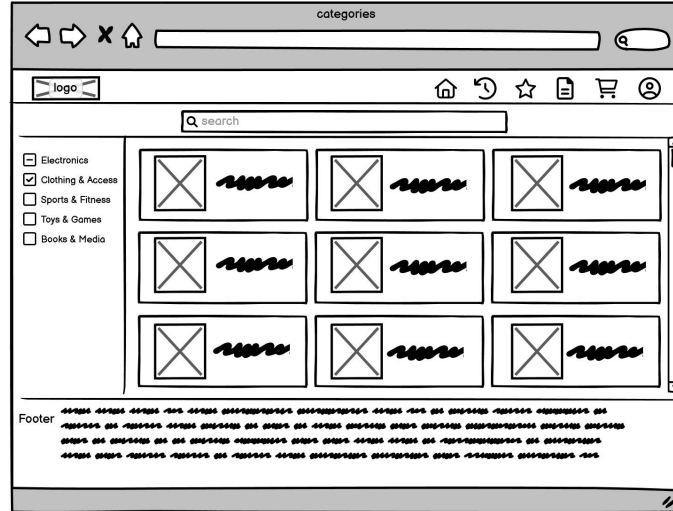 categories
logo
search
Electronics
Clothing & Access
Sports & Fitness
Toys & Games
Books & Media
Footer